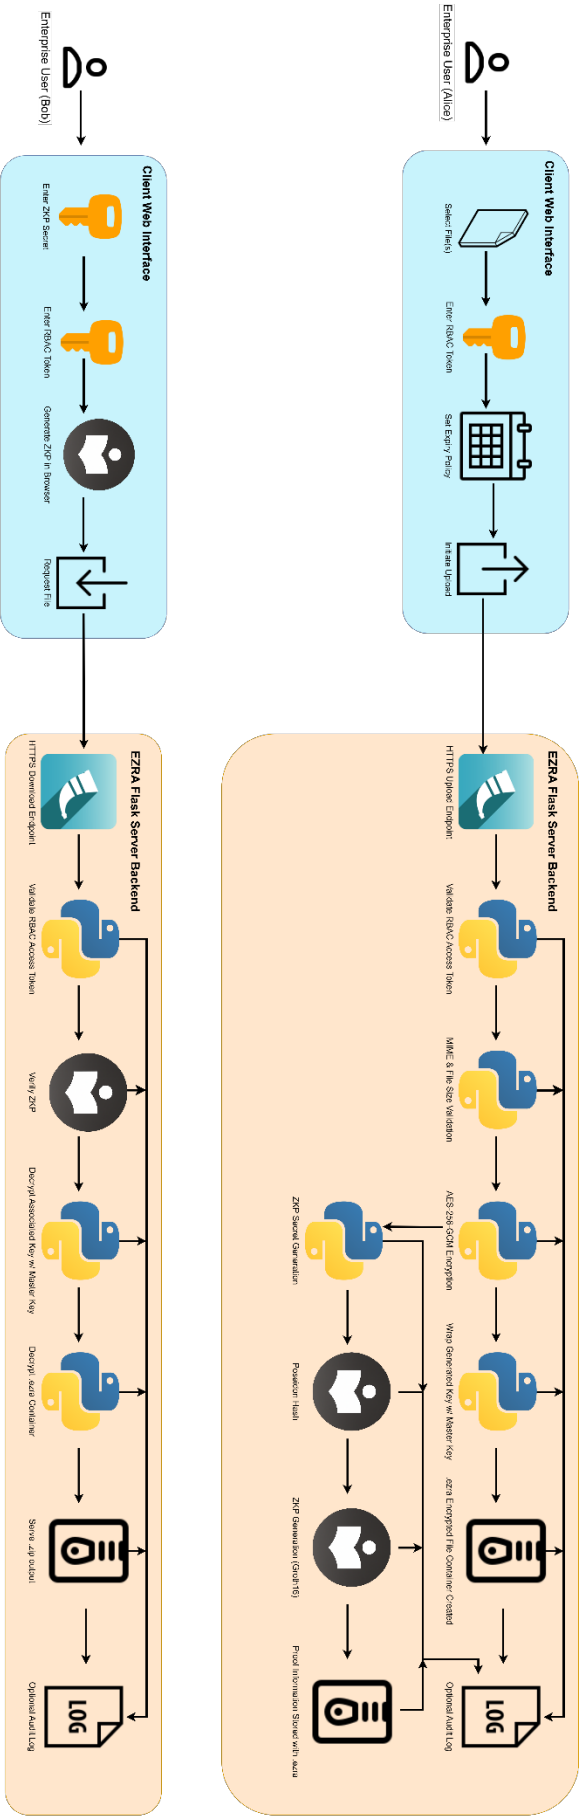 Enterprise User (Alice)
Client Web Interface
Select File(s)
Enter RBAC Token
Set Expiry Policy
Initiate Upload
EZRA Flask Server Backend
HTTPS Upload Endpoint
Validate RBAC Access Token
MIME & File Size Validation
AES-256-GCM Encryption
Wrap Generated Key w/ Master Key
.ezra Encrypted File Container Created
Optional Audit Log
LOG
ZKP Secret Generation
Poseidon Hash
ZKP Generation (Groth16)
Proof Information Stored with .ezra
Enterprise User (Bob)
Client Web Interface
Enter ZKP Secret
Enter RBAC Token
Generate ZKP in Browser
Request File
EZRA Flask Server Backend
HTTPS Download Endpoint
Validate RBAC Access Token
Verify ZKP
Decrypt Associated Key w/ Master Key
Decrypt .ezra Container
Serve .zip output
Optional Audit Log
LOG